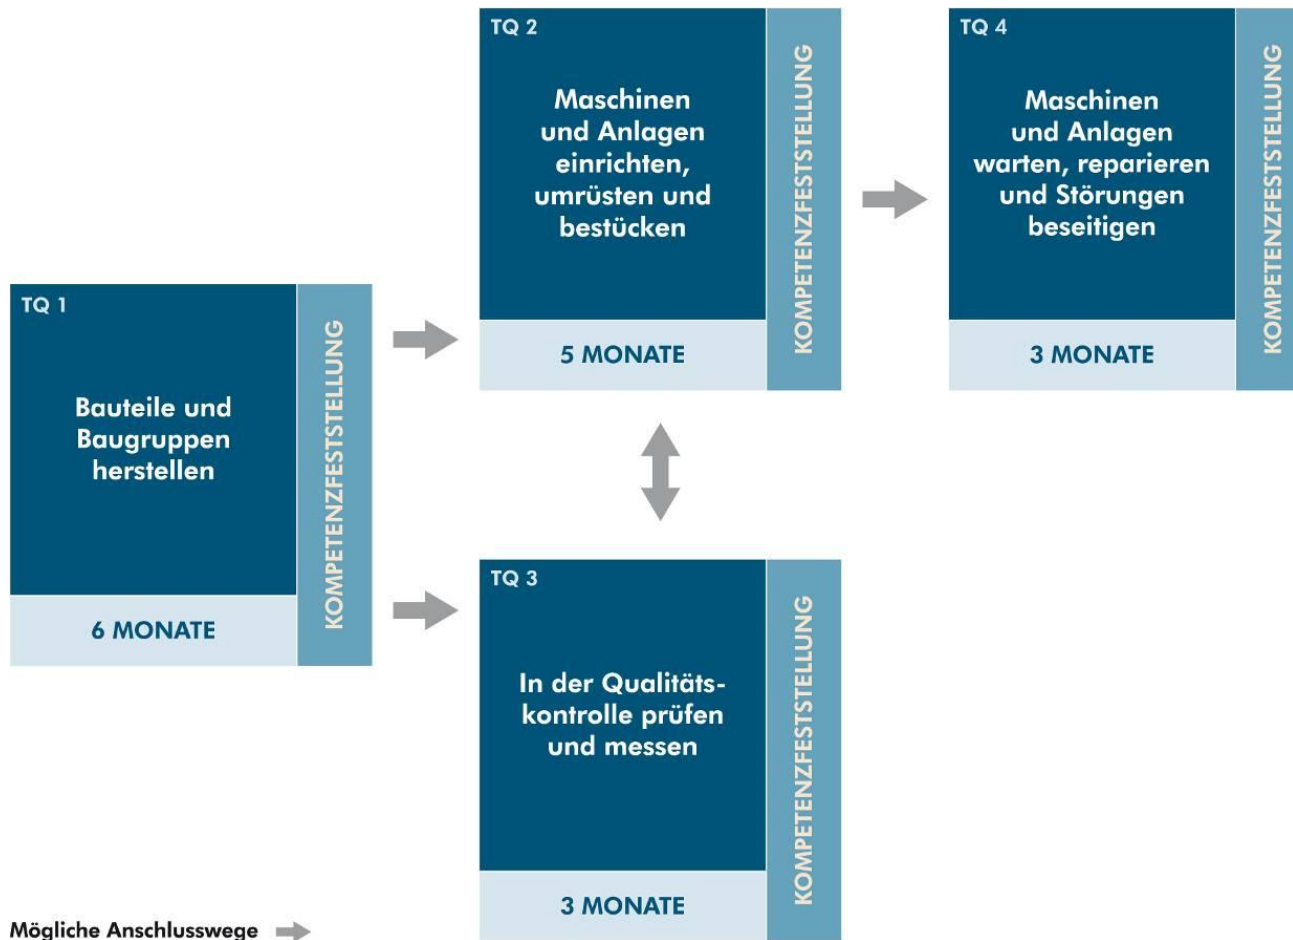 TQ 1
Bauteile und
Baugruppen
herstellen
6 MONATE
KOMPETENZFESTSTELLUNG
TQ 2
Maschinen
und Anlagen
einrichten,
umrüsten und
bestücken
5 MONATE
KOMPETENZFESTSTELLUNG
TQ 3
In der Qualitäts-
kontrolle prüfen
und messen
3 MONATE
KOMPETENZFESTSTELLUNG
TQ 4
Maschinen
und Anlagen
warten, reparieren
und Störungen
beseitigen
3 MONATE
KOMPETENZFESTSTELLUNG
Mögliche Anschlusswege